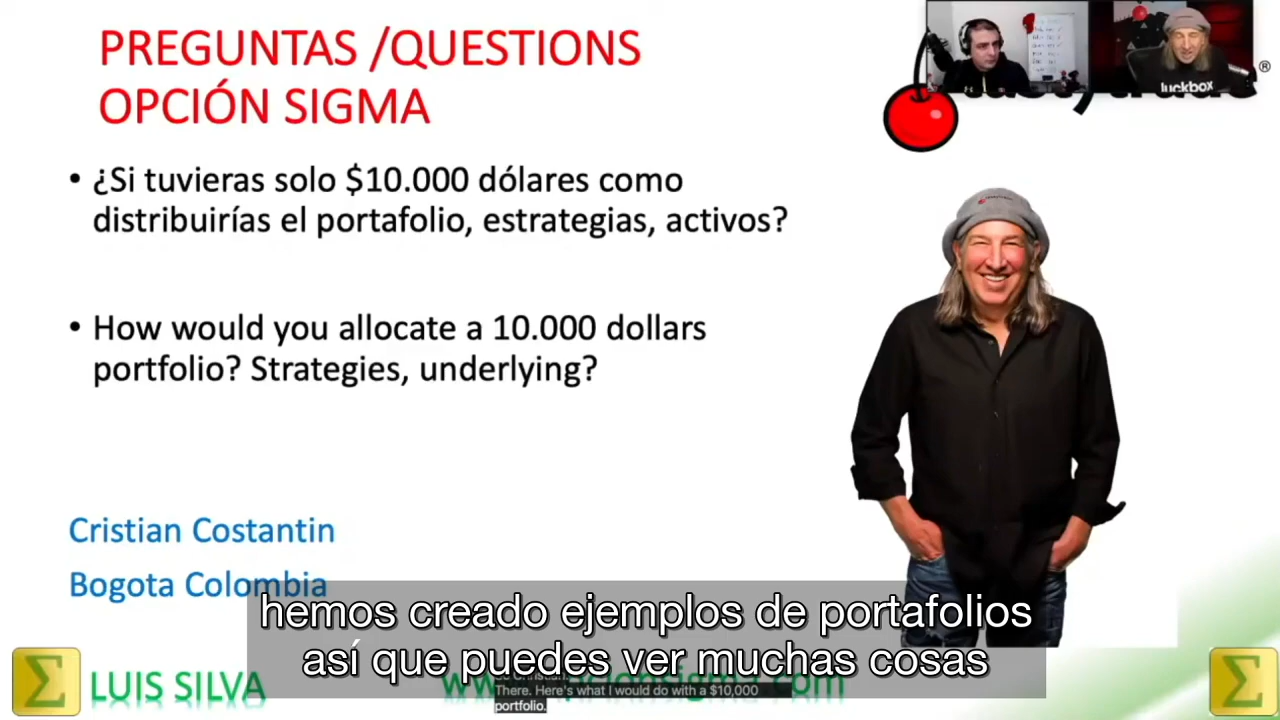 PREGUNTAS /QUESTIONS
OPCIÓN SIGMA
luckbox
®
• ¿Si tuvieras solo $10.000 dólares como
distribuirías el portafolio, estrategias, activos?
• How would you allocate a 10.000 dollars
portfolio? Strategies, underlying?
Cristian Costantin
Bogota Colombia
hemos creado ejemplos de portafolios
así que puedes ver muchas cosas
Σ LUIS SILVA
There. Here's what I would do with a $10,000
portfolio.
Σ